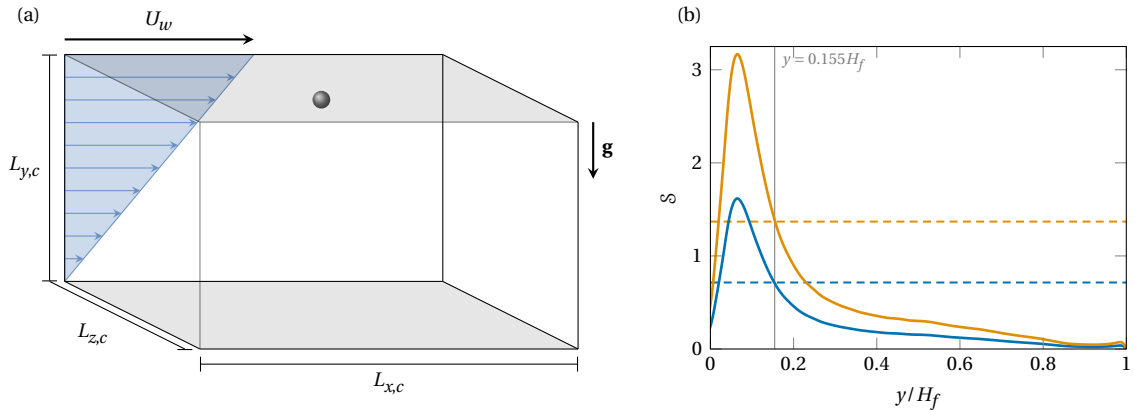 (a)
U_w
L_{y,c}
g
L_{z,c}
L_{x,c}
(b)
y = 0.155H_f
3
2
1
0
𝒮
0
0.2
0.4
0.6
0.8
1
y/H_f